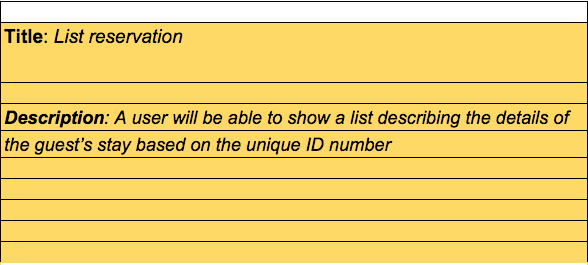 Title: List reservation
Description: A user will be able to show a list describing the details of
the guest's stay based on the unique ID number